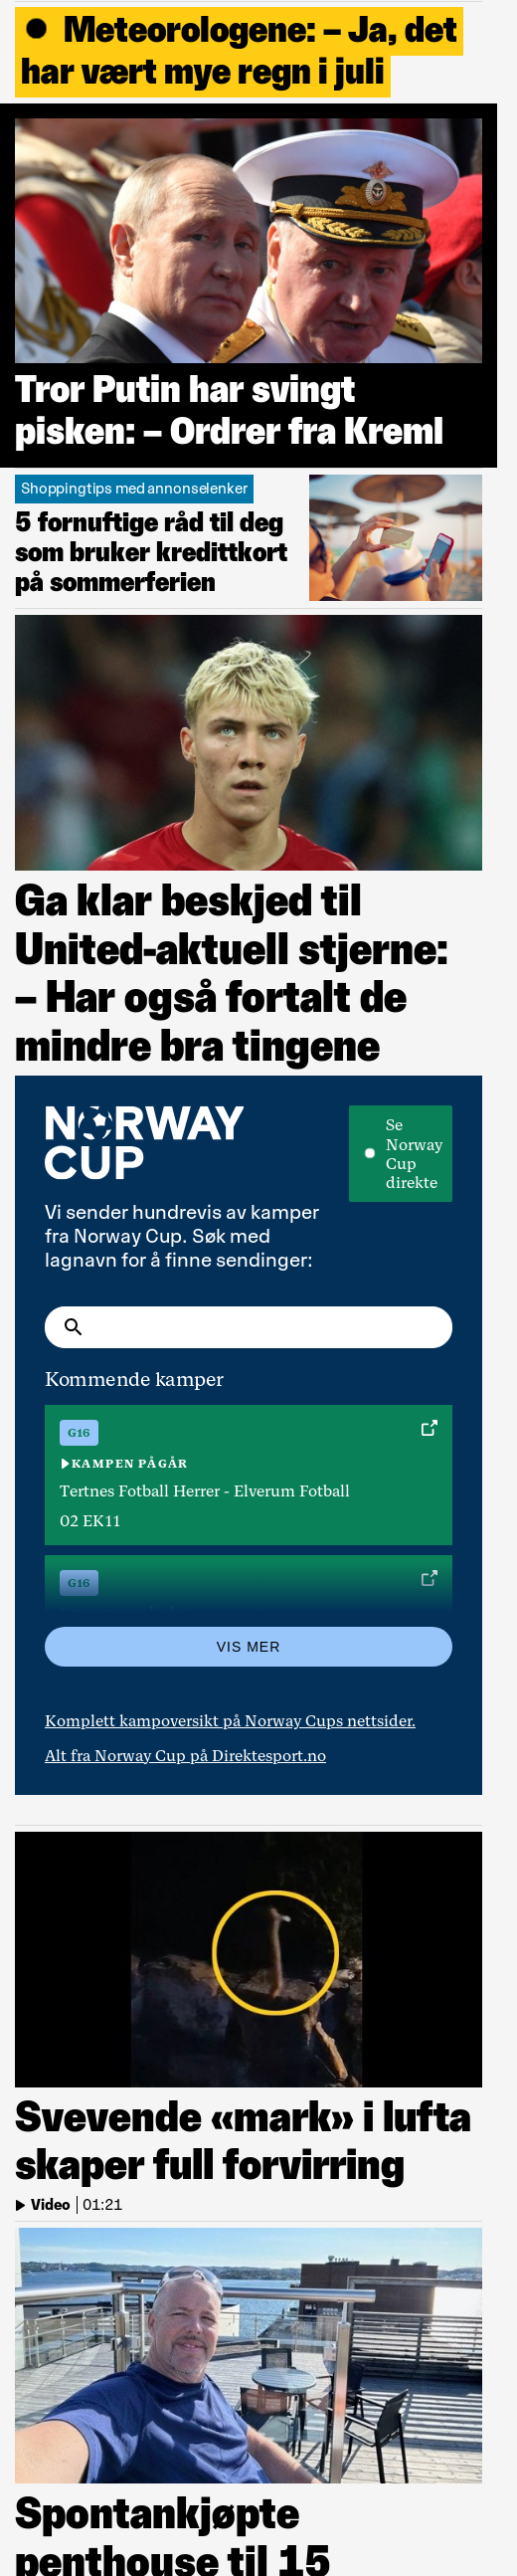 Meteorologene: – Ja, det
har vært mye regn i juli
Tror Putin har svingt
pisken: – Ordrer fra Kreml
Shoppingtips med annonselenker
5 fornuftige råd til deg
som bruker kredittkort
på sommerferien
Ga klar beskjed til
United-aktuell stjerne:
– Har også fortalt de
mindre bra tingene
NORWAY
CUP
Se
Norway
Cup
direkte
Vi sender hundrevis av kamper
fra Norway Cup. Søk med
lagnavn for å finne sendinger:
Kommende kamper
G16
KAMPEN PÅGÅR
Tertnes Fotball Herrer - Elverum Fotball
02 EK11
G16
VIS MER
Komplett kampoversikt på Norway Cups nettsider.
Alt fra Norway Cup på Direktesport.no
Svevende «mark» i lufta
skaper full forvirring
Video | 01:21
Spontankjøpte
penthouse til 15